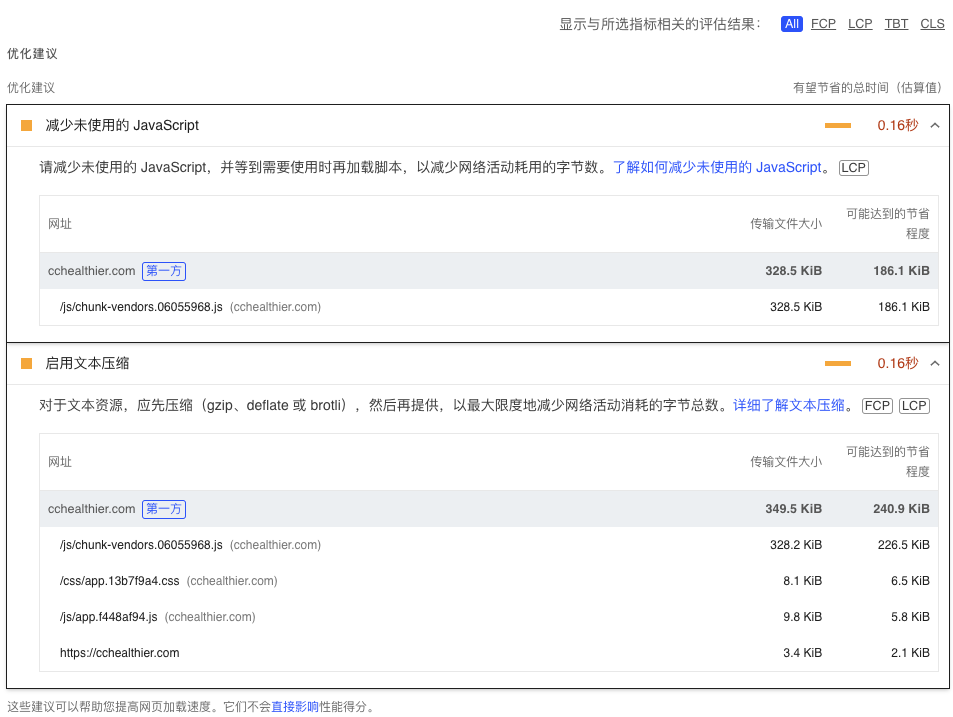 显示与所选指标相关的评估结果： All FCP LCP TBT CLS
优化建议
优化建议 有望节省的总时间（估算值）
减少未使用的 JavaScript 0.16秒
请减少未使用的 JavaScript，并等到需要使用时再加载脚本，以减少网络活动耗用的字节数。了解如何减少未使用的 JavaScript。 LCP
网址 传输文件大小 可能达到的节省
程度
cchealthier.com 第一方 328.5 KiB 186.1 KiB
/js/chunk-vendors.06055968.js (cchealthier.com) 328.5 KiB 186.1 KiB
启用文本压缩 0.16秒
对于文本资源，应先压缩（gzip、deflate 或 brotli），然后再提供，以最大限度地减少网络活动消耗的字节总数。详细了解文本压缩。 FCP LCP
网址 传输文件大小 可能达到的节省
程度
cchealthier.com 第一方 349.5 KiB 240.9 KiB
/js/chunk-vendors.06055968.js (cchealthier.com) 328.2 KiB 226.5 KiB
/css/app.13b7f9a4.css (cchealthier.com) 8.1 KiB 6.5 KiB
/js/app.f448af94.js (cchealthier.com) 9.8 KiB 5.8 KiB
https://cchealthier.com 3.4 KiB 2.1 KiB
这些建议可以帮助您提高网页加载速度。它们不会直接影响性能得分。